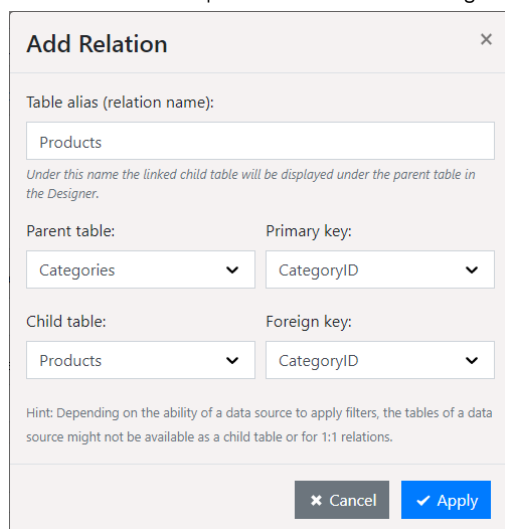 Add Relation
×
Table alias (relation name):
Products
Under this name the linked child table will be displayed under the parent table in
the Designer.
Parent table: Primary key:
Categories CategoryID
Child table: Foreign key:
Products CategoryID
Hint: Depending on the ability of a data source to apply filters, the tables of a data
source might not be available as a child table or for 1:1 relations.
✖ Cancel ✔ Apply